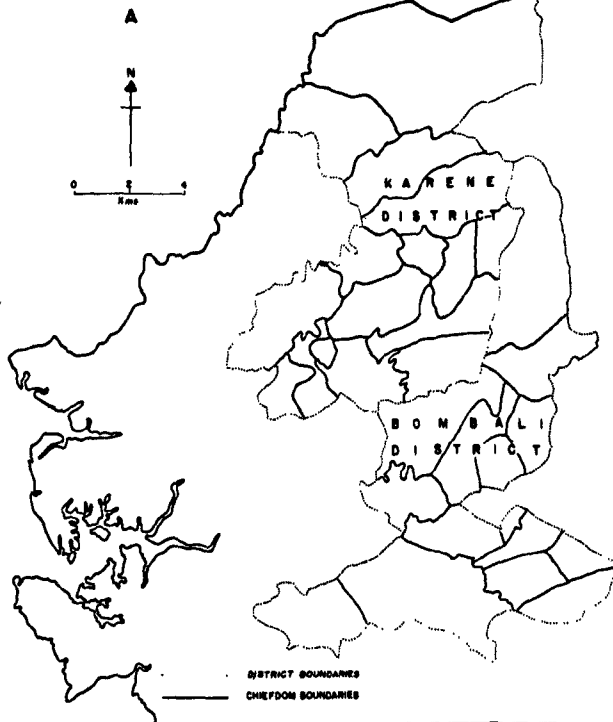 A
N
0 2 4
Kms
KARENE
DISTRICT
BOMBALI
DISTRICT
DISTRICT BOUNDARIES
CHIEFDOM BOUNDARIES